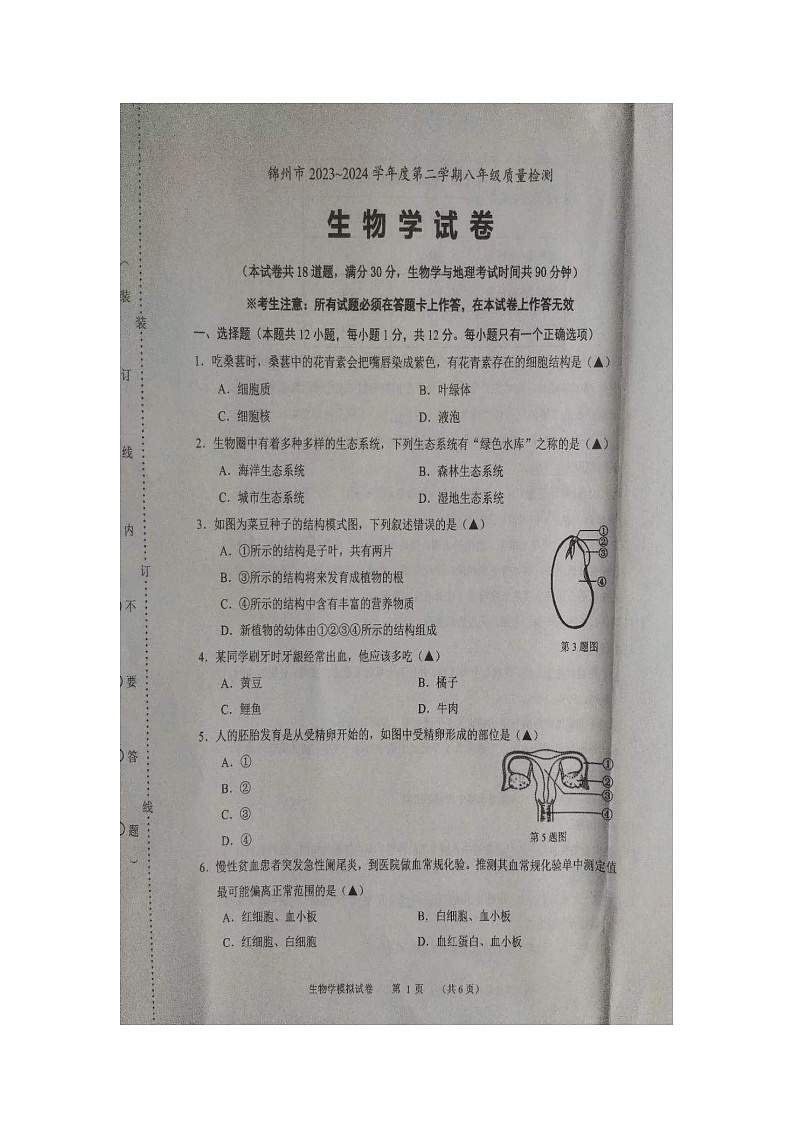 锦州市 2023~2024 学年度第二学期八年级质量检测
生物学试卷
（本试卷共 18 道题，满分 30 分，生物学与地理考试时间共 90 分钟）
※考生注意：所有试题必须在答题卡上作答，在本试卷上作答无效
一、选择题（本题共 12 小题，每小题 1 分，共 12 分。每小题只有一个正确选项）
1．吃桑葚时，桑葚中的花青素会把嘴唇染成紫色，有花青素存在的细胞结构是（▲）
A．细胞质 B．叶绿体
C．细胞核 D．液泡
2．生物圈中有着多种多样的生态系统，下列生态系统有“绿色水库”之称的是（▲）
A．海洋生态系统 B．森林生态系统
C．城市生态系统 D．湿地生态系统
3．如图为菜豆种子的结构模式图，下列叙述错误的是（▲）
A．①所示的结构是子叶，共有两片
B．③所示的结构将来发育成植物的根
C．④所示的结构中含有丰富的营养物质
D．新植物的幼体由①②③④所示的结构组成
①
②
③
④
第 3 题图
4．某同学刷牙时牙龈经常出血，他应该多吃（▲）
A．黄豆 B．橘子
C．鲤鱼 D．牛肉
5．人的胚胎发育是从受精卵开始的，如图中受精卵形成的部位是（▲）
A．①
B．②
C．③
D．④
①
②
③
④
第 5 题图
6．慢性贫血患者突发急性阑尾炎，到医院做血常规化验。推测其血常规化验单中测定值
最可能偏离正常范围的是（▲）
A．红细胞、血小板 B．白细胞、血小板
C．红细胞、白细胞 D．血红蛋白、血小板
生物学模拟试卷 第 1 页 （共 6 页）
（装订线内不要答题）
装
订
线